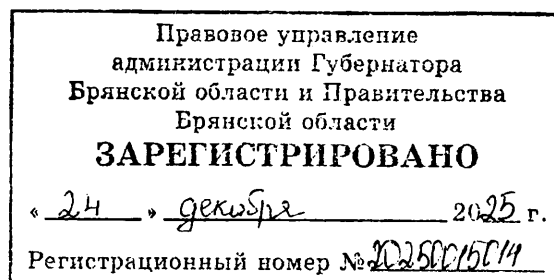 Правовое управление
администрации Губернатора
Брянской области и Правительства
Брянской области
ЗАРЕГИСТРИРОВАНО
« 24 » декабря 2025 г.
Регистрационный номер №